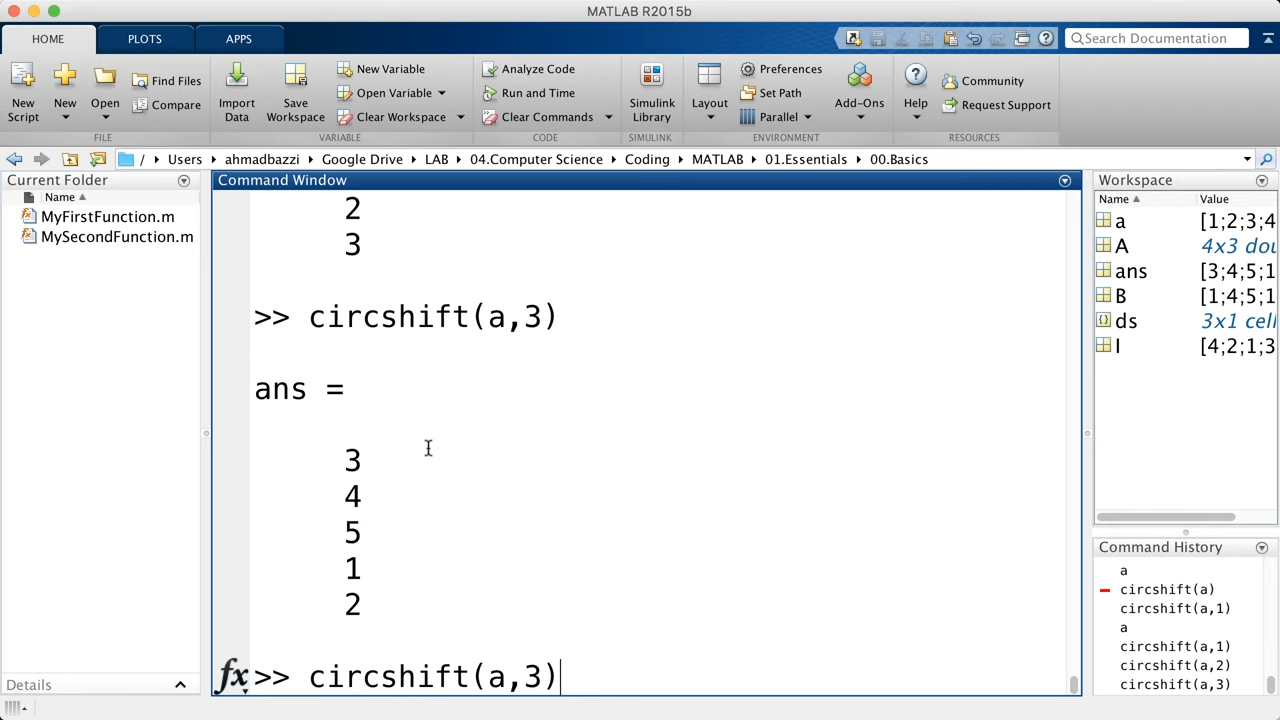 MATLAB R2015b
HOME PLOTS APPS Search Documentation
New Script New Open Find Files Compare Import Data Save Workspace New Variable Open Variable Clear Workspace Analyze Code Run and Time Clear Commands Simulink Library Layout Preferences Set Path Parallel Add-Ons Help Community Request Support
FILE VARIABLE CODE SIMULINK ENVIRONMENT RESOURCES
/ Users ahmadbazzi Google Drive LAB 04.Computer Science Coding MATLAB 01.Essentials 00.Basics
Current Folder
Name
MyFirstFunction.m
MySecondFunction.m
Details
Command Window
2
3
>> circshift(a,3)
ans =
3
4
5
1
2
fx >> circshift(a,3)
Workspace
Name Value
a [1;2;3;4
A 4x3 dou
ans [3;4;5;1
B [1;4;5;1
ds 3x1 cell
I [4;2;1;3
Command History
a
circshift(a)
circshift(a,1)
a
circshift(a,1)
circshift(a,2)
circshift(a,3)